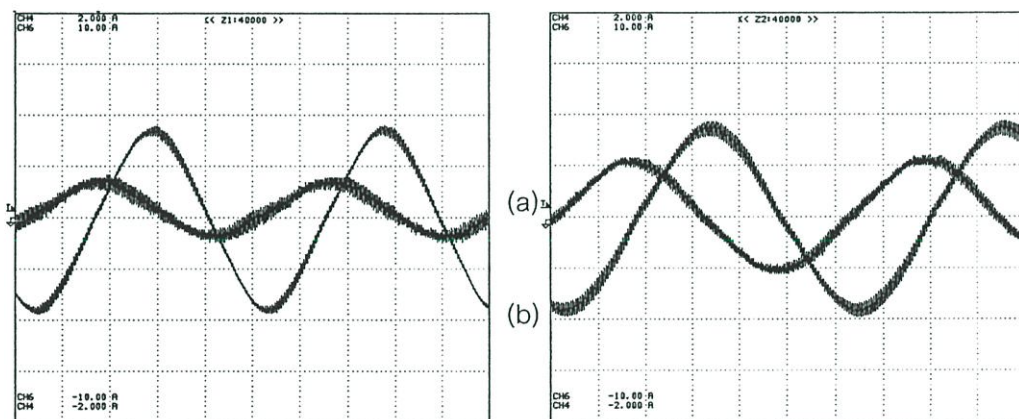 CH4 2.000 A << Z1:40000 >>
CH6 10.00 A
CH6 -10.00 A
CH4 -2.000 A
(a)
(b)
CH4 2.000 A << Z2:40000 >>
CH6 10.00 A
CH6 -10.00 A
CH4 -2.000 A